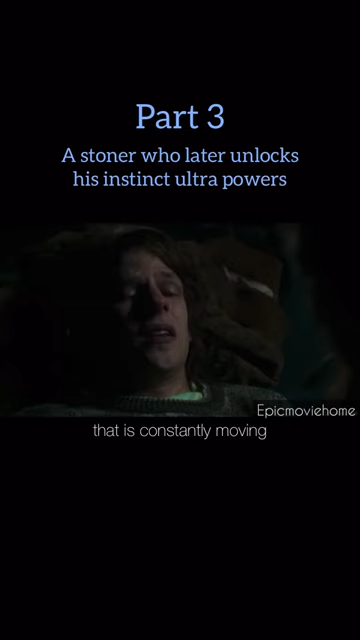 Part 3
A stoner who later unlocks
his instinct ultra powers
Epicmoviehome
that is constantly moving